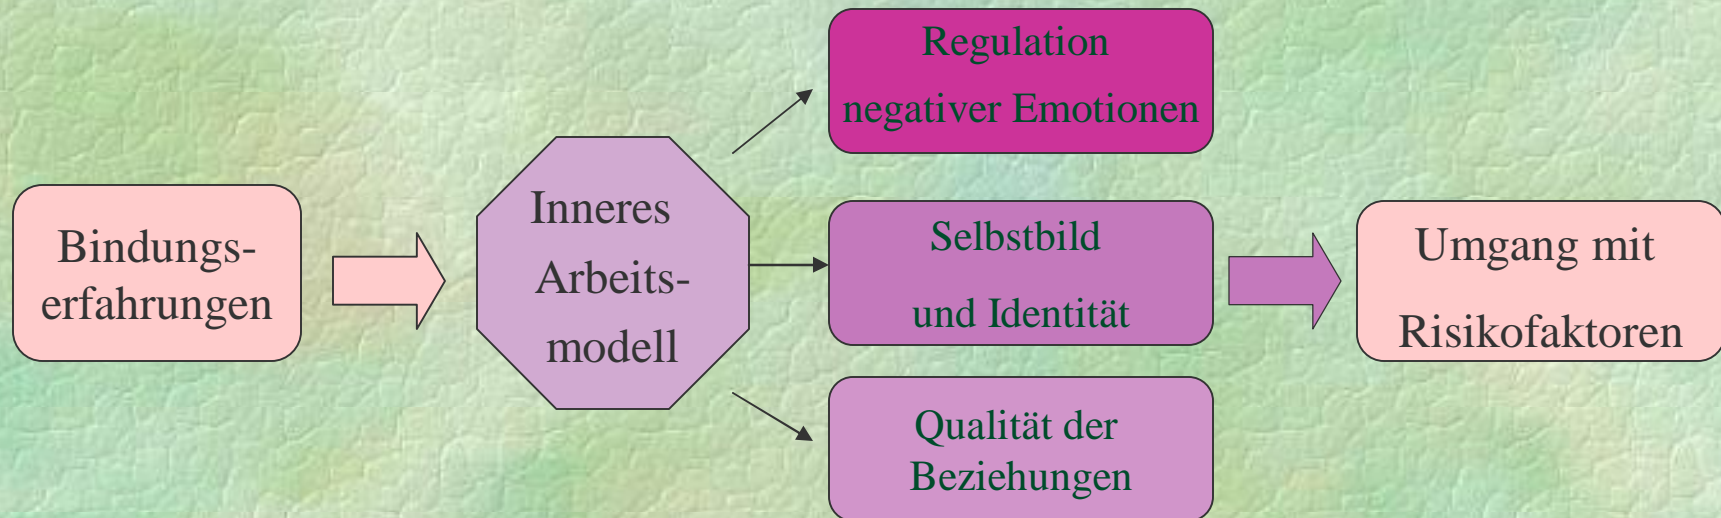 Bindungs-
erfahrungen
Inneres
Arbeits-
modell
Regulation
negativer Emotionen
Selbstbild
und Identität
Qualität der
Beziehungen
Umgang mit
Risikofaktoren